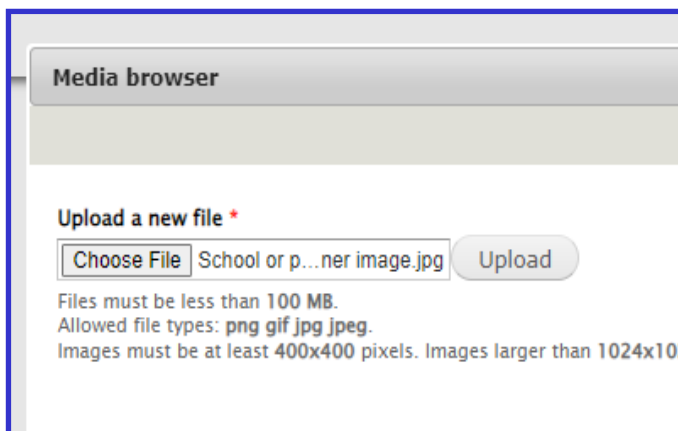 Media browser
Upload a new file *
Choose File School or p...ner image.jpg Upload
Files must be less than 100 MB.
Allowed file types: png gif jpg jpeg.
Images must be at least 400x400 pixels. Images larger than 1024x10